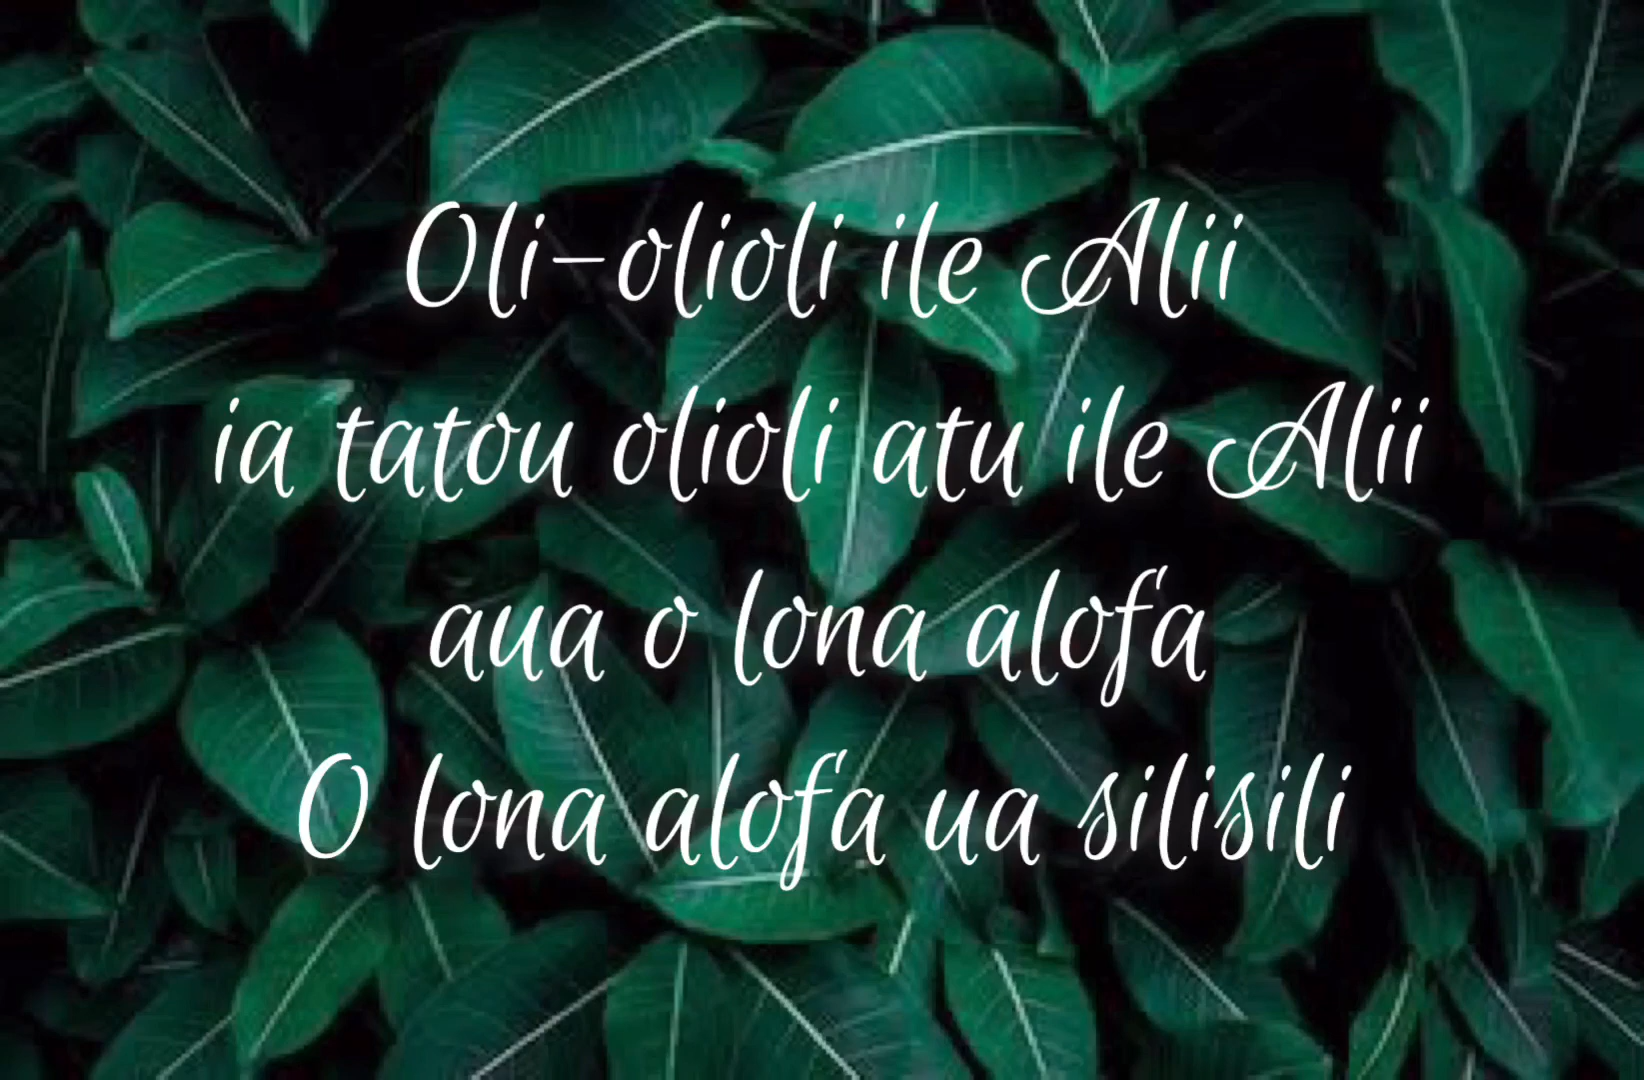 Oli-olioli ile Alii
ia tatou olioli atu ile Alii
aua o lona alofa
O lona alofa ua silisili